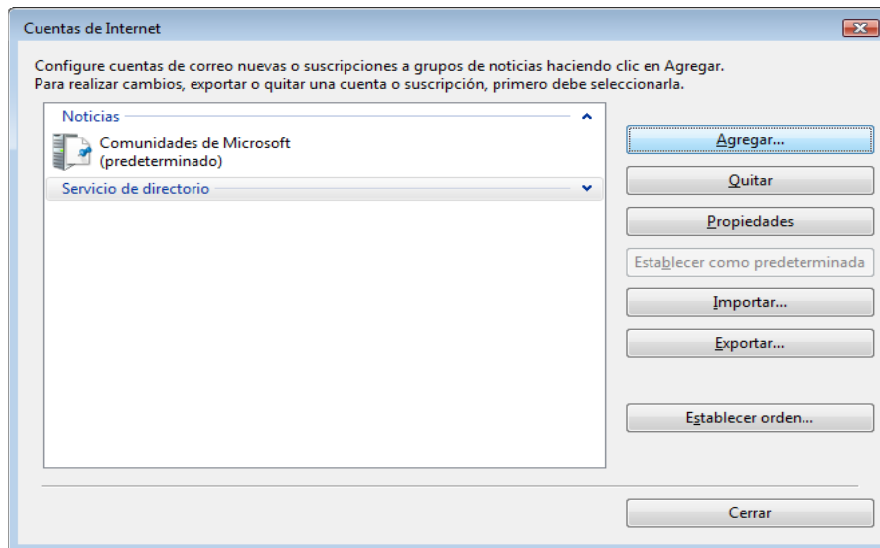 Cuentas de Internet
Configure cuentas de correo nuevas o suscripciones a grupos de noticias haciendo clic en Agregar.
Para realizar cambios, exportar o quitar una cuenta o suscripción, primero debe seleccionarla.
Noticias
Comunidades de Microsoft
(predeterminado)
Servicio de directorio
Agregar...
Quitar
Propiedades
Establecer como predeterminada
Importar...
Exportar...
Establecer orden...
Cerrar